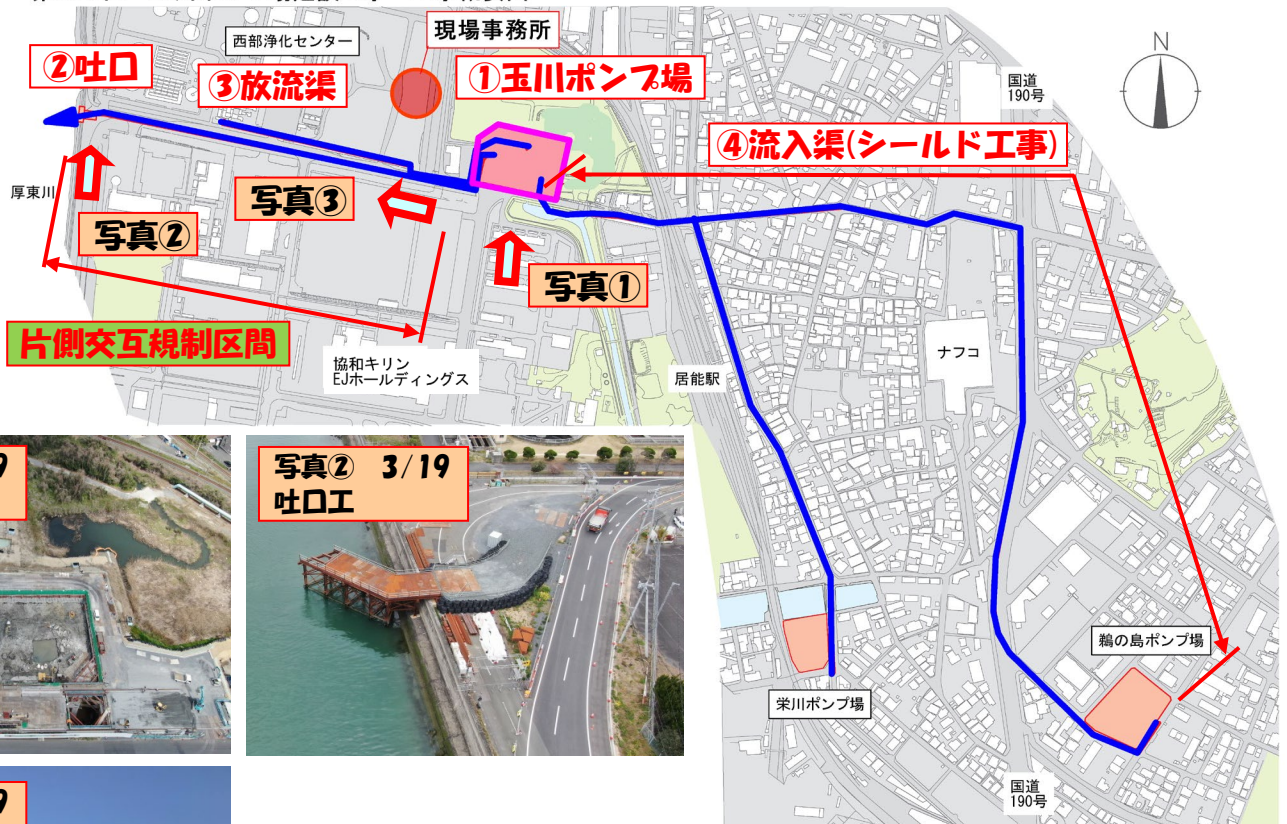 現場事務所
西部浄化センター
②吐口
③放流渠
①玉川ポンプ場
N
国道
190号
④流入渠(シールド工事)
厚東川
写真③
写真②
写真①
片側交互規制区間
協和キリン
EJホールディングス
居能駅
ナフコ
写真② 3/19
吐口工
鵜の島ポンプ場
栄川ポンプ場
国道
190号